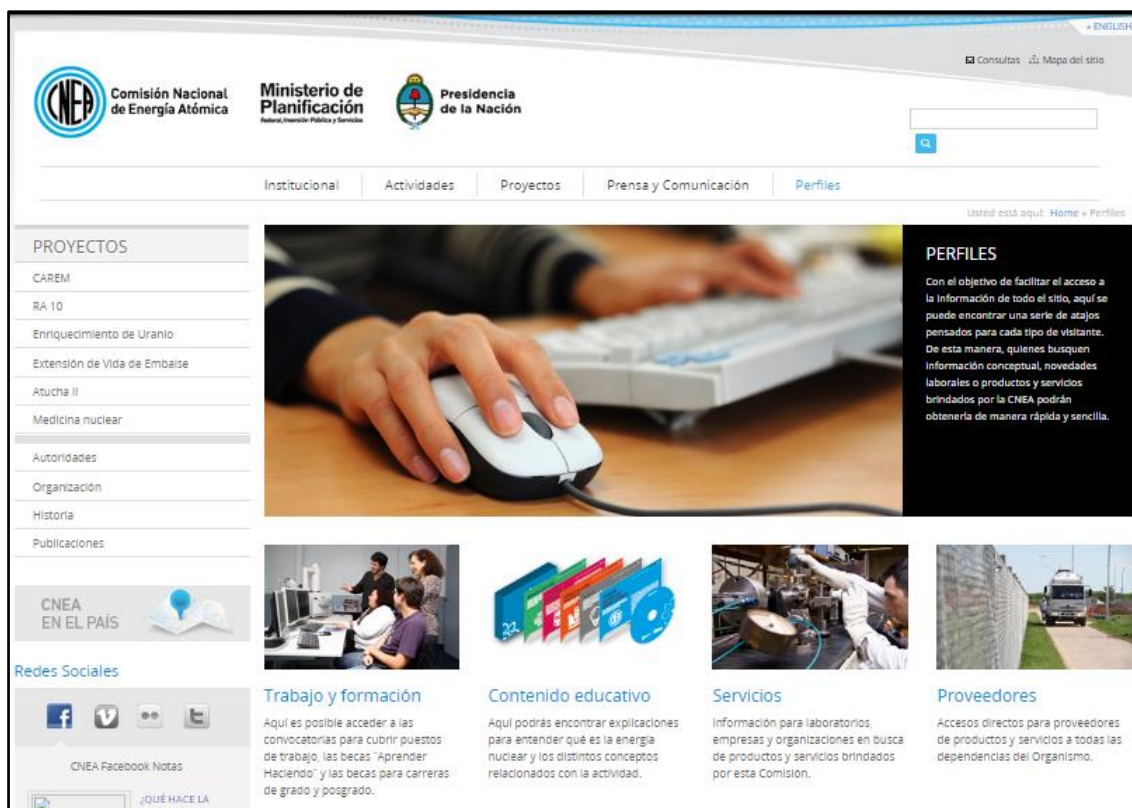 » ENGLISH
Consultas Mapa del sitio
CNEA
Comisión Nacional
de Energía Atómica
Ministerio de
Planificación
Federal, Inversión Pública y Servicios
Presidencia
de la Nación
Institucional Actividades Proyectos Prensa y Comunicación Perfiles
Usted está aquí: Home » Perfiles
PROYECTOS
CAREM
RA 10
Enriquecimiento de Uranio
Extensión de Vida de Embalse
Atucha II
Medicina nuclear
Autoridades
Organización
Historia
Publicaciones
CNEA
EN EL PAÍS
Redes Sociales
CNEA Facebook Notas
¿QUÉ HACE LA
PERFILES
Con el objetivo de facilitar el acceso a
la información de todo el sitio, aquí se
puede encontrar una serie de atajos
pensados para cada tipo de visitante.
De esta manera, quienes busquen
información conceptual, novedades
laborales o productos y servicios
brindados por la CNEA podrán
obtenerla de manera rápida y sencilla.
Trabajo y formación
Aquí es posible acceder a las
convocatorias para cubrir puestos
de trabajo, las becas "Aprender
Haciendo" y las becas para carreras
de grado y posgrado.
Contenido educativo
Aquí podrás encontrar explicaciones
para entender qué es la energía
nuclear y los distintos conceptos
relacionados con la actividad.
Servicios
Información para laboratorios,
empresas y organizaciones en busca
de productos y servicios brindados
por esta Comisión.
Proveedores
Accesos directos para proveedores
de productos y servicios a todas las
dependencias del Organismo.